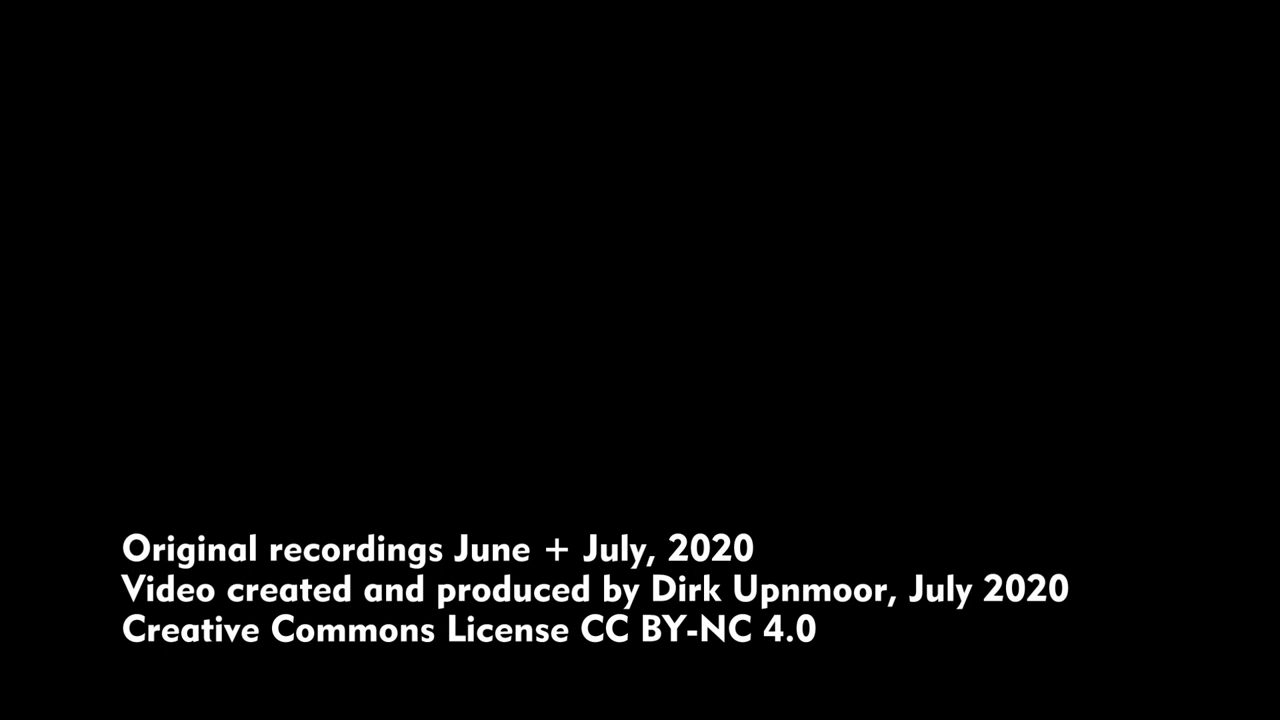 Original recordings June + July, 2020
Video created and produced by Dirk Upnmoor, July 2020
Creative Commons License CC BY-NC 4.0